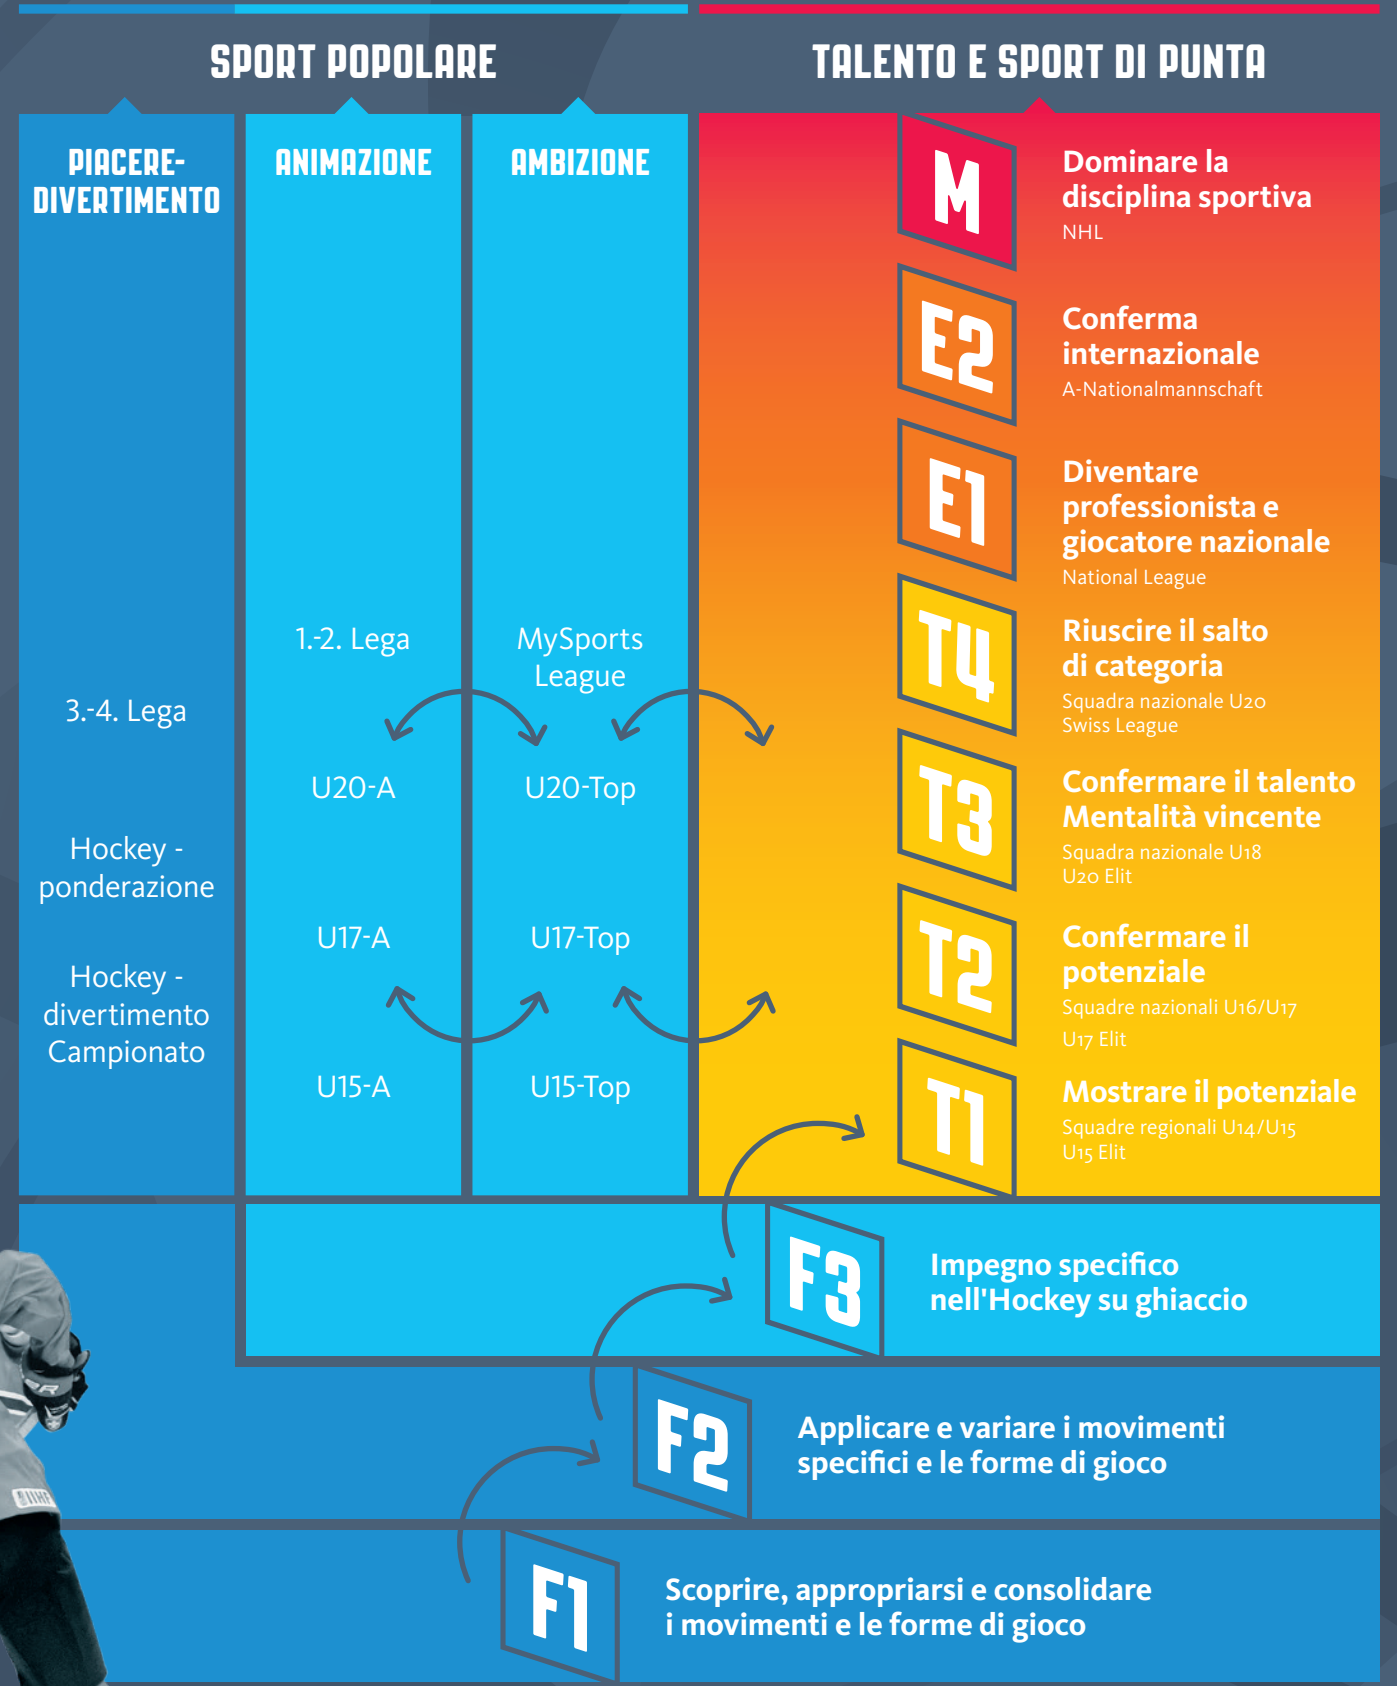 SPORT POPOLARE
TALENTO E SPORT DI PUNTA
PIACERE-
DIVERTIMENTO
3.-4. Lega
Hockey -
ponderazione
Hockey -
divertimento
Campionato
ANIMAZIONE
1.-2. Lega
U20-A
U17-A
U15-A
AMBIZIONE
MySports
League
U20-Top
U17-Top
U15-Top
M
Dominare la
disciplina sportiva
NHL
E2
Conferma
internazionale
A-Nationalmannschaft
E1
Diventare
professionista e
giocatore nazionale
National League
T4
Riuscire il salto
di categoria
Squadra nazionale U20
Swiss League
T3
Confermare il talento
Mentalità vincente
Squadra nazionale U18
U20 Elit
T2
Confermare il
potenziale
Squadre nazionali U16/U17
U17 Elit
T1
Mostrare il potenziale
Squadre regionali U14/U15
U15 Elit
F3
Impegno specifico
nell'Hockey su ghiaccio
F2
Applicare e variare i movimenti
specifici e le forme di gioco
F1
Scoprire, appropriarsi e consolidare
i movimenti e le forme di gioco
IIHF